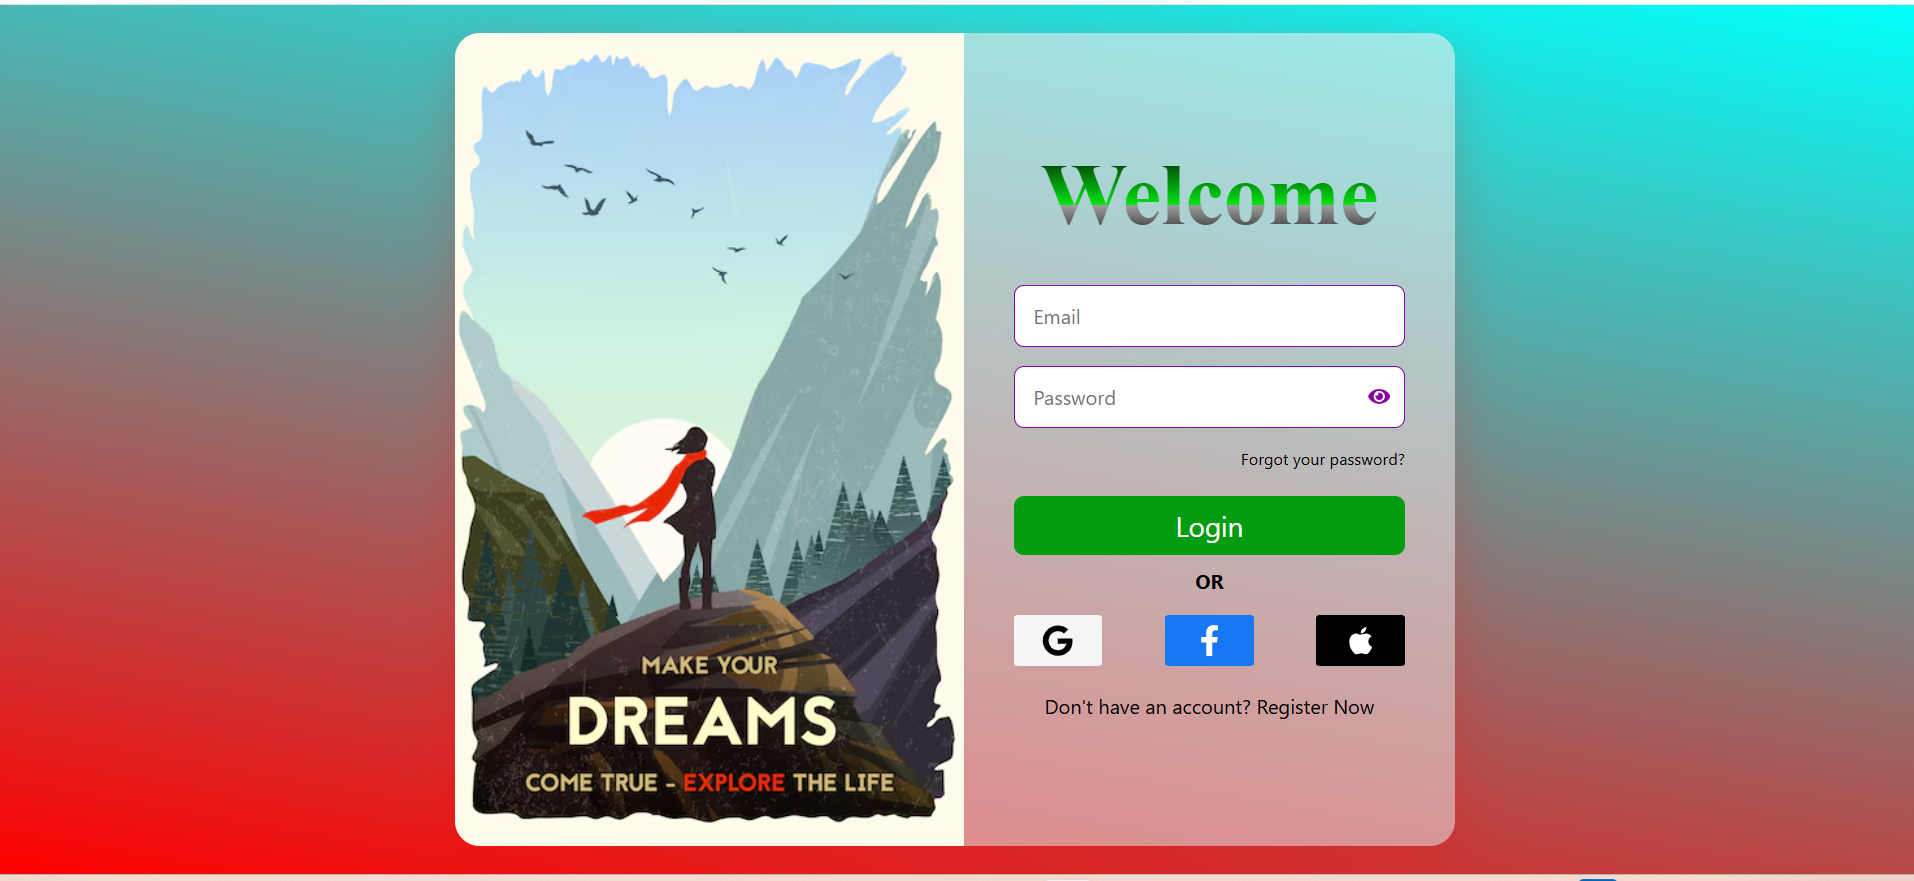 MAKE YOUR
DREAMS
COME TRUE - EXPLORE THE LIFE
Welcome
Email
Password
Forgot your password?
Login
OR
Don't have an account? Register Now